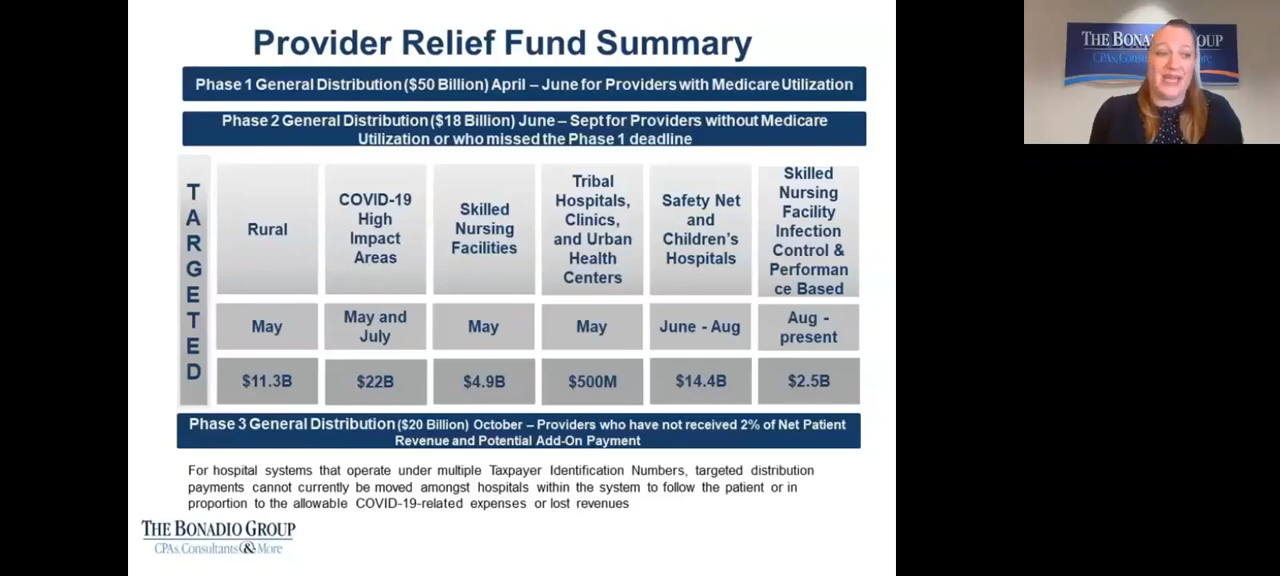 Provider Relief Fund Summary
Phase 1 General Distribution ($50 Billion) April – June for Providers with Medicare Utilization
Phase 2 General Distribution ($18 Billion) June – Sept for Providers without Medicare
Utilization or who missed the Phase 1 deadline
TARGETED
Rural
COVID-19
High
Impact
Areas
Skilled
Nursing
Facilities
Tribal
Hospitals,
Clinics,
and Urban
Health
Centers
Safety Net
and
Children's
Hospitals
Skilled
Nursing
Facility
Infection
Control &
Performan
ce Based
May
May and
July
May
May
June - Aug
Aug -
present
$11.3B
$22B
$4.9B
$500M
$14.4B
$2.5B
Phase 3 General Distribution ($20 Billion) October – Providers who have not received 2% of Net Patient
Revenue and Potential Add-On Payment
For hospital systems that operate under multiple Taxpayer Identification Numbers, targeted distribution
payments cannot currently be moved amongst hospitals within the system to follow the patient or in
proportion to the allowable COVID-19-related expenses or lost revenues
THE BONADIO GROUP
CPAs, Consultants & More
THE BONA OUP
CPAs, Cons re